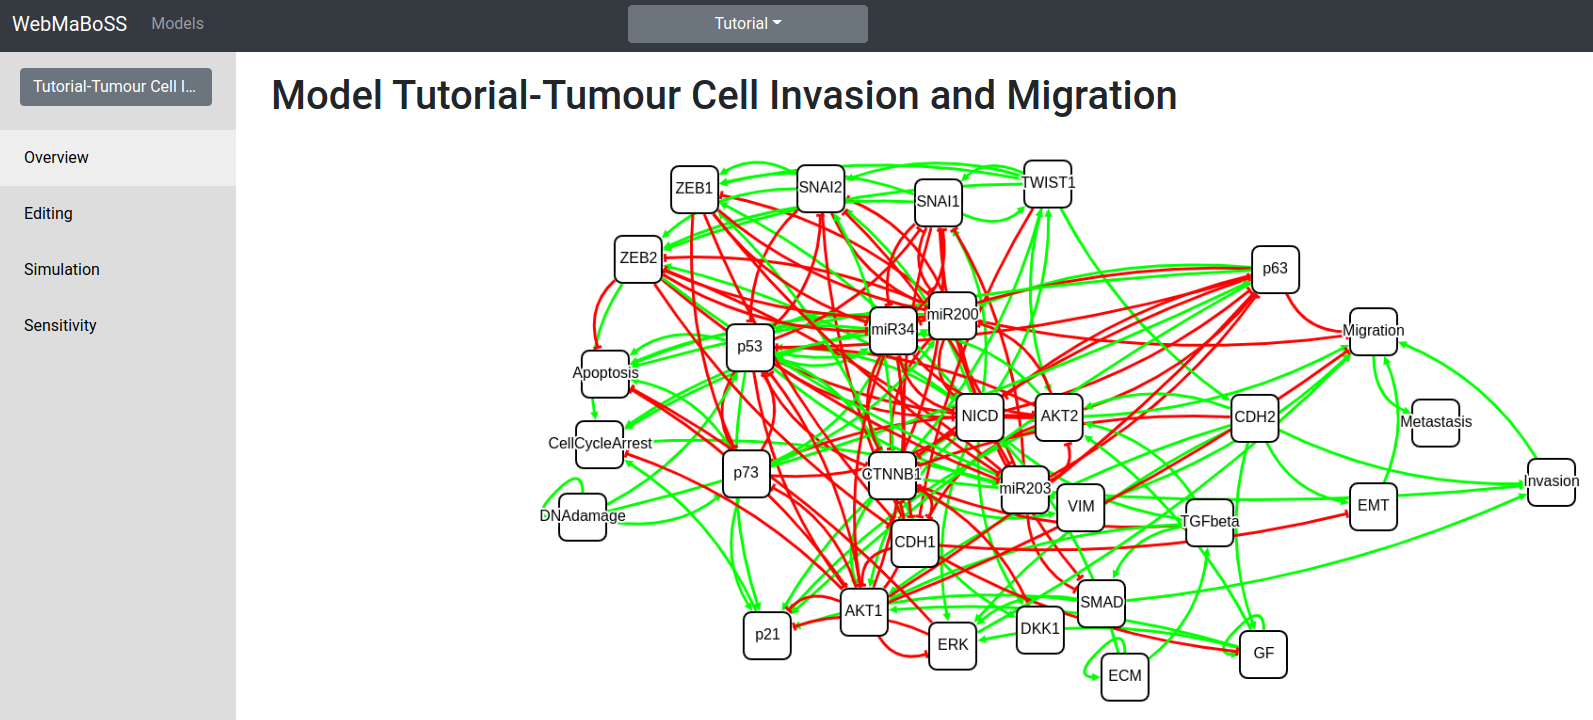 WebMaBoSS Models Tutorial
Tutorial-Tumour Cell I...
Model Tutorial-Tumour Cell Invasion and Migration
Overview
Editing
Simulation
Sensitivity
ZEB1
SNAI2
SNAI1
TWIST1
ZEB2
p63
miR34
miR200
Migration
p53
Apoptosis
NICD
AKT2
CDH2
Metastasis
CellCycleArrest
p73
CTNNB1
miR203
VIM
Invasion
DNAdamage
TGFbeta
EMT
CDH1
AKT1
SMAD
p21
ERK
DKK1
GF
ECM